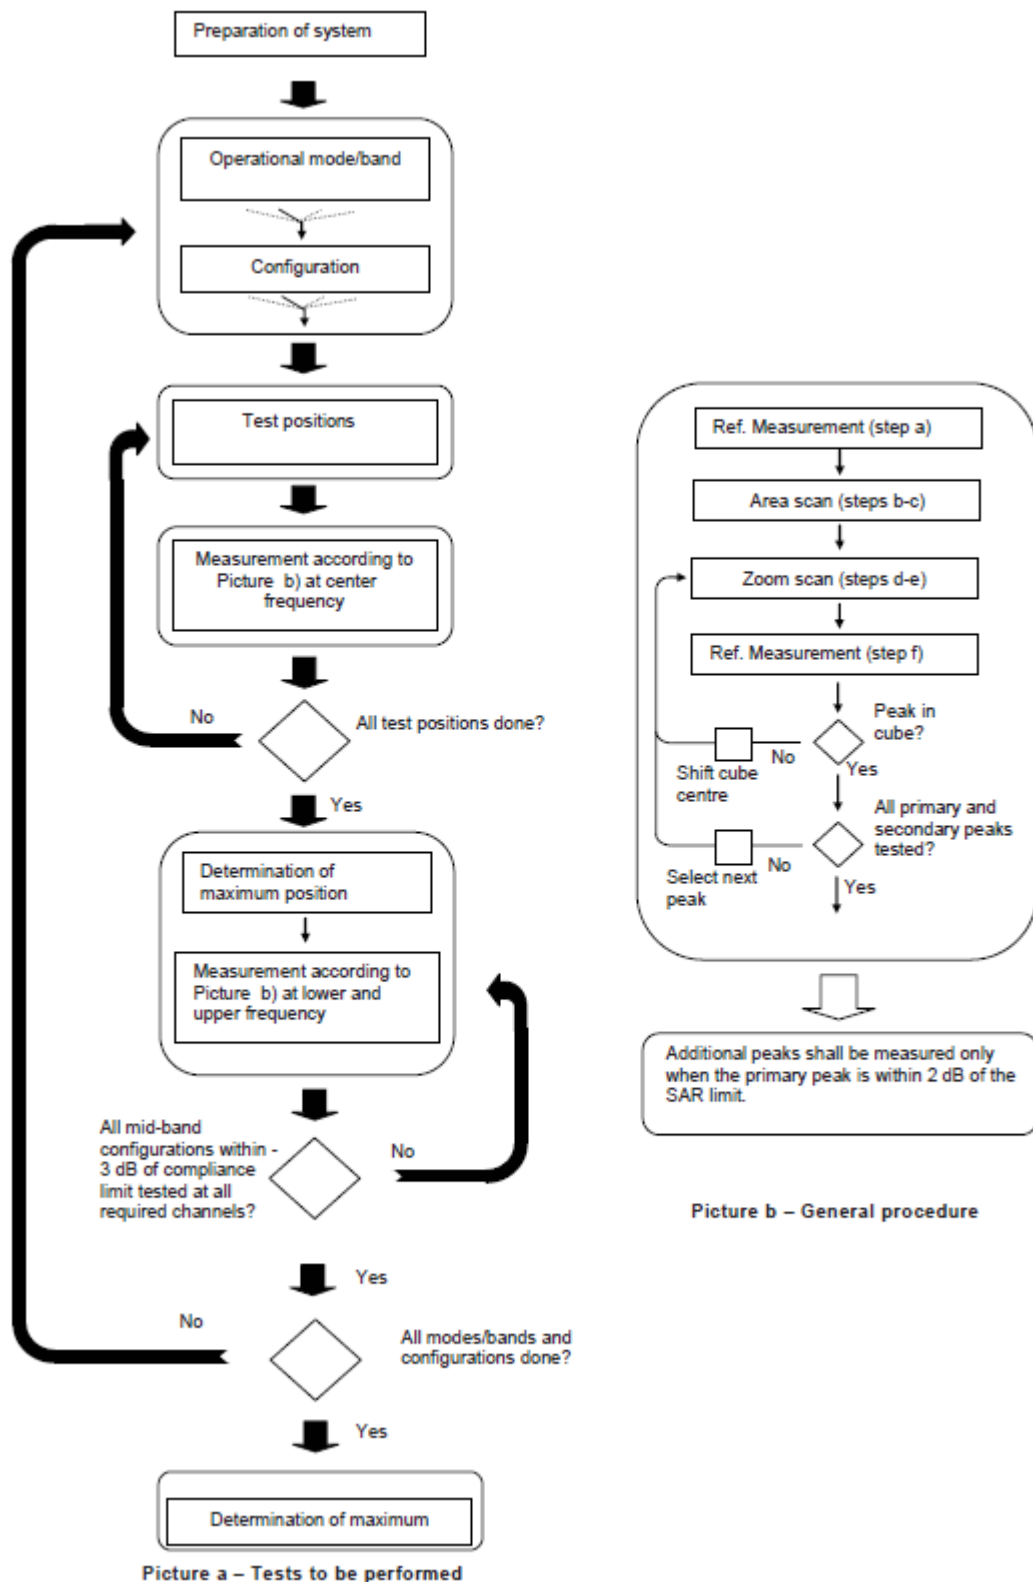 Preparation of system
Operational mode/band
Configuration
Test positions
Measurement according to
Picture b) at center
frequency
No
All test positions done?
Yes
Determination of
maximum position
Measurement according to
Picture b) at lower and
upper frequency
All mid-band
configurations within -
3 dB of compliance
limit tested at all
required channels?
No
Yes
No
All modes/bands and
configurations done?
Yes
Determination of maximum
Picture a – Tests to be performed
Ref. Measurement (step a)
Area scan (steps b-c)
Zoom scan (steps d-e)
Ref. Measurement (step f)
Peak in
cube?
No
Yes
Shift cube
centre
All primary and
secondary peaks
tested?
No
Select next
peak
Yes
Additional peaks shall be measured only
when the primary peak is within 2 dB of the
SAR limit.
Picture b – General procedure